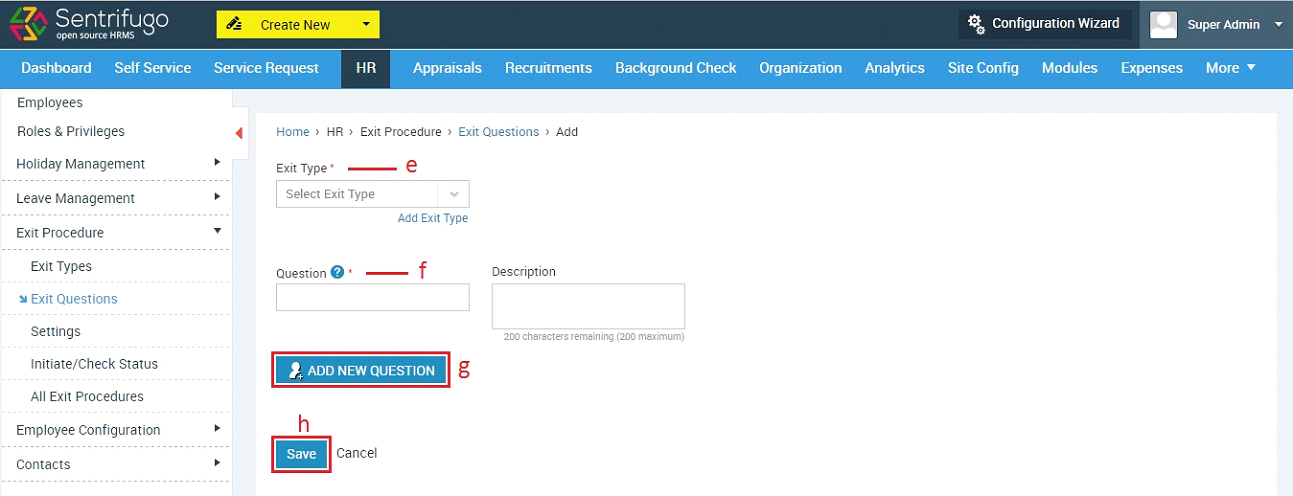 Sentrifugo
open source HRMS
Create New
Configuration Wizard
Super Admin
Dashboard Self Service Service Request HR Appraisals Recruitments Background Check Organization Analytics Site Config Modules Expenses More
Employees
Roles & Privileges
Holiday Management
Leave Management
Exit Procedure
Exit Types
Exit Questions
Settings
Initiate/Check Status
All Exit Procedures
Employee Configuration
Contacts
Home › HR › Exit Procedure › Exit Questions › Add
Exit Type * e
Select Exit Type
Add Exit Type
Question ? * f
Description
200 characters remaining (200 maximum)
ADD NEW QUESTION g
h
Save Cancel